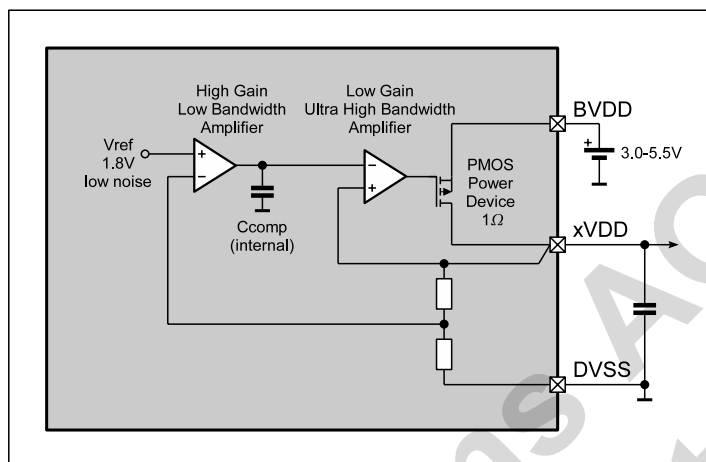 High Gain
Low Bandwidth
Amplifier
Low Gain
Ultra High Bandwidth
Amplifier
BVDD
+
3.0-5.5V
Vref
1.8V
low noise
+
−
−
+
PMOS
Power
Device
1Ω
Ccomp
(internal)
xVDD
DVSS